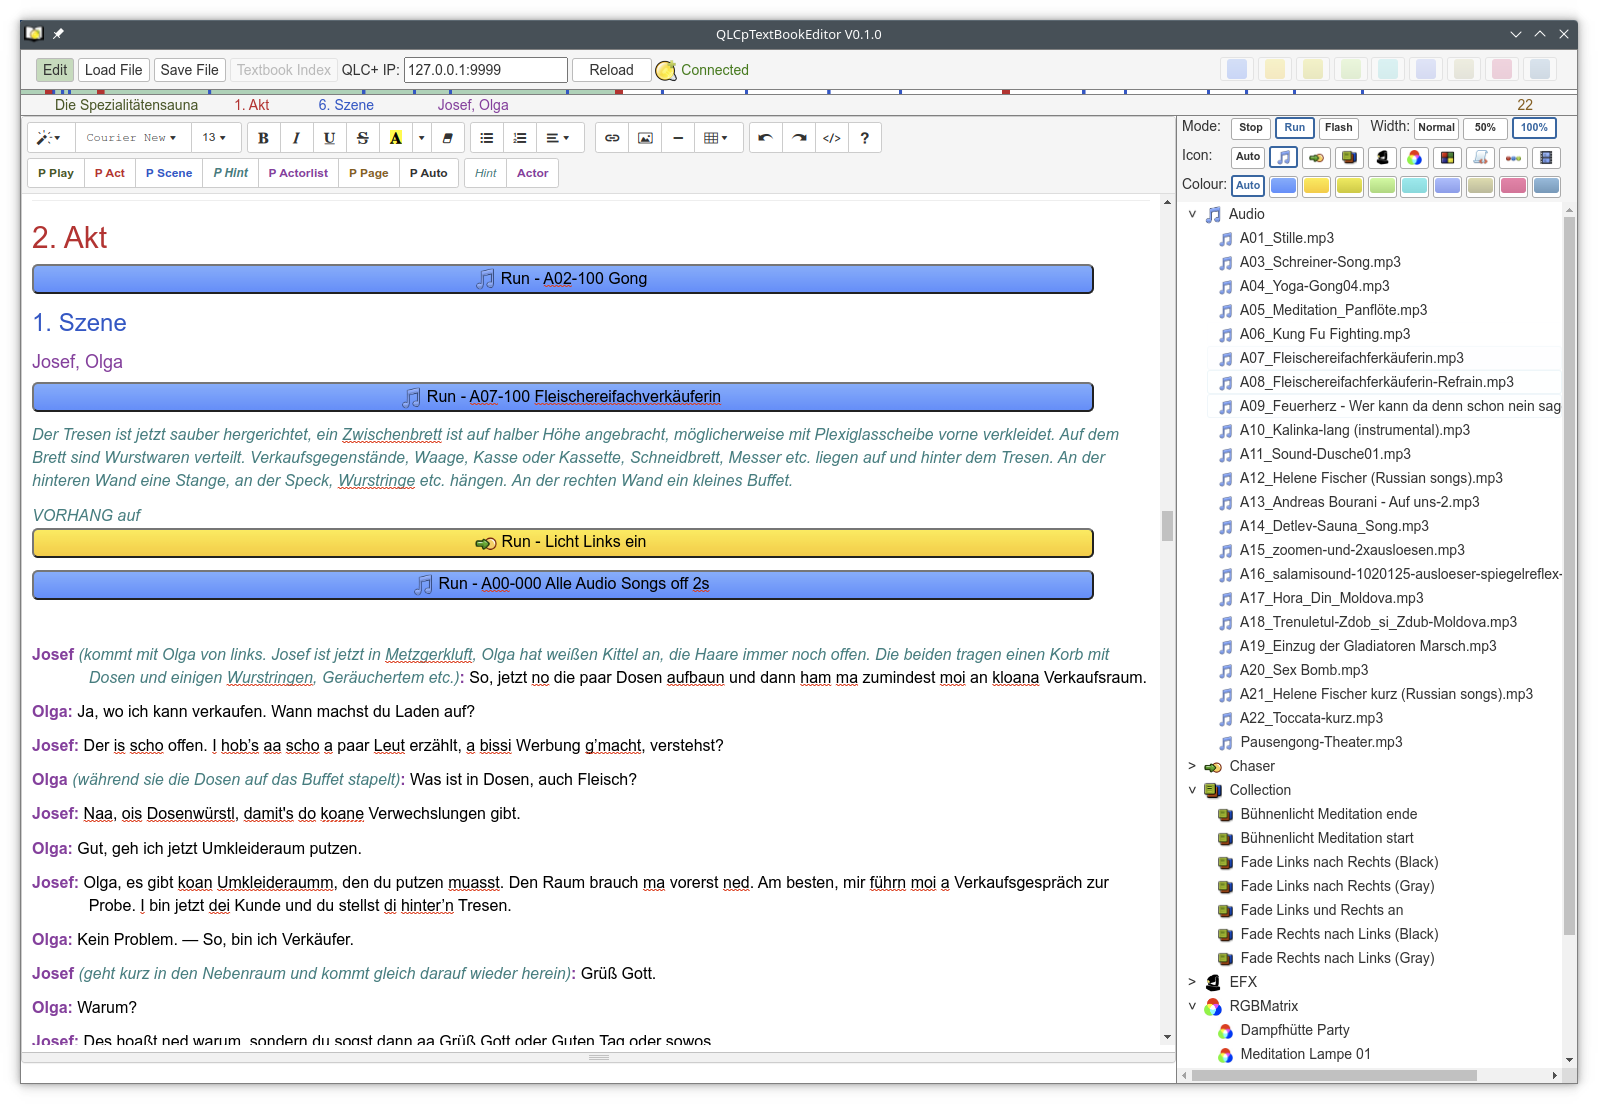 QLCpTextBookEditor V0.1.0
Edit Load File Save File Textbook Index QLC+ IP: 127.0.0.1:9999 Reload Connected
Die Spezialitätensauna 1. Akt 6. Szene Josef, Olga 22
Courier New 13 B I U S A </> ?
P Play P Act P Scene P Hint P Actorlist P Page P Auto Hint Actor
2. Akt
Run - A02-100 Gong
1. Szene
Josef, Olga
Run - A07-100 Fleischereifachverkäuferin
Der Tresen ist jetzt sauber hergerichtet, ein Zwischenbrett ist auf halber Höhe angebracht, möglicherweise mit Plexiglasscheibe vorne verkleidet. Auf dem
Brett sind Wurstwaren verteilt. Verkaufsgegenstände, Waage, Kasse oder Kassette, Schneidbrett, Messer etc. liegen auf und hinter dem Tresen. An der
hinteren Wand eine Stange, an der Speck, Wurstringe etc. hängen. An der rechten Wand ein kleines Buffet.
VORHANG auf
Run - Licht Links ein
Run - A00-000 Alle Audio Songs off 2s
Josef (kommt mit Olga von links. Josef ist jetzt in Metzgerkluft, Olga hat weißen Kittel an, die Haare immer noch offen. Die beiden tragen einen Korb mit
Dosen und einigen Wurstringen, Geräuchertem etc.): So, jetzt no die paar Dosen aufbaun und dann ham ma zumindest moi an kloana Verkaufsraum.
Olga: Ja, wo ich kann verkaufen. Wann machst du Laden auf?
Josef: Der is scho offen. I hob's aa scho a paar Leut erzählt, a bissi Werbung g'macht, verstehst?
Olga (während sie die Dosen auf das Buffet stapelt): Was ist in Dosen, auch Fleisch?
Josef: Naa, ois Dosenwürstl, damit's do koane Verwechslungen gibt.
Olga: Gut, geh ich jetzt Umkleideraum putzen.
Josef: Olga, es gibt koan Umkleideraumm, den du putzen muasst. Den Raum brauch ma vorerst ned. Am besten, mir führn moi a Verkaufsgespräch zur
Probe. I bin jetzt dei Kunde und du stellst di hinter'n Tresen.
Olga: Kein Problem. — So, bin ich Verkäufer.
Josef (geht kurz in den Nebenraum und kommt gleich darauf wieder herein): Grüß Gott.
Olga: Warum?
Josef: Des hoaßt ned warum, sondern du sogst dann aa Grüß Gott oder Guten Tag oder sowos
Mode: Stop Run Flash Width: Normal 50% 100%
Icon: Auto
Colour: Auto
Audio
A01_Stille.mp3
A03_Schreiner-Song.mp3
A04_Yoga-Gong04.mp3
A05_Meditation_Panflöte.mp3
A06_Kung Fu Fighting.mp3
A07_Fleischereifachferkäuferin.mp3
A08_Fleischereifachferkäuferin-Refrain.mp3
A09_Feuerherz - Wer kann da denn schon nein sag
A10_Kalinka-lang (instrumental).mp3
A11_Sound-Dusche01.mp3
A12_Helene Fischer (Russian songs).mp3
A13_Andreas Bourani - Auf uns-2.mp3
A14_Detlev-Sauna_Song.mp3
A15_zoomen-und-2xausloesen.mp3
A16_salamisound-1020125-ausloeser-spiegelreflex-
A17_Hora_Din_Moldova.mp3
A18_Trenuletul-Zdob_si_Zdub-Moldova.mp3
A19_Einzug der Gladiatoren Marsch.mp3
A20_Sex Bomb.mp3
A21_Helene Fischer kurz (Russian songs).mp3
A22_Toccata-kurz.mp3
Pausengong-Theater.mp3
Chaser
Collection
Bühnenlicht Meditation ende
Bühnenlicht Meditation start
Fade Links nach Rechts (Black)
Fade Links nach Rechts (Gray)
Fade Links und Rechts an
Fade Rechts nach Links (Black)
Fade Rechts nach Links (Gray)
EFX
RGBMatrix
Dampfhütte Party
Meditation Lampe 01